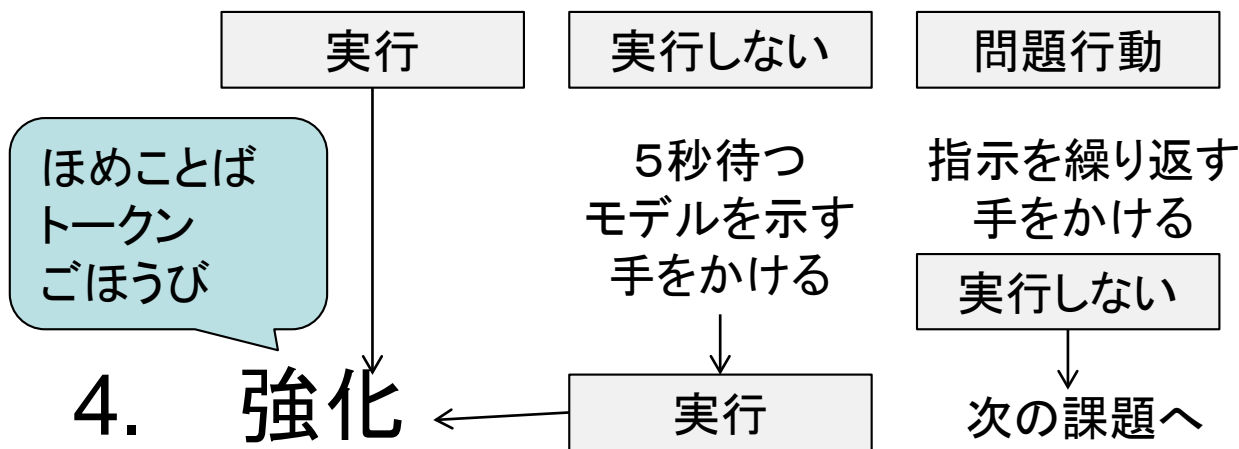 実行
実行しない
問題行動
ほめことば
トークン
ごほうび
５秒待つ
モデルを示す
手をかける
指示を繰り返す
手をかける
実行しない
4. 強化
実行
次の課題へ